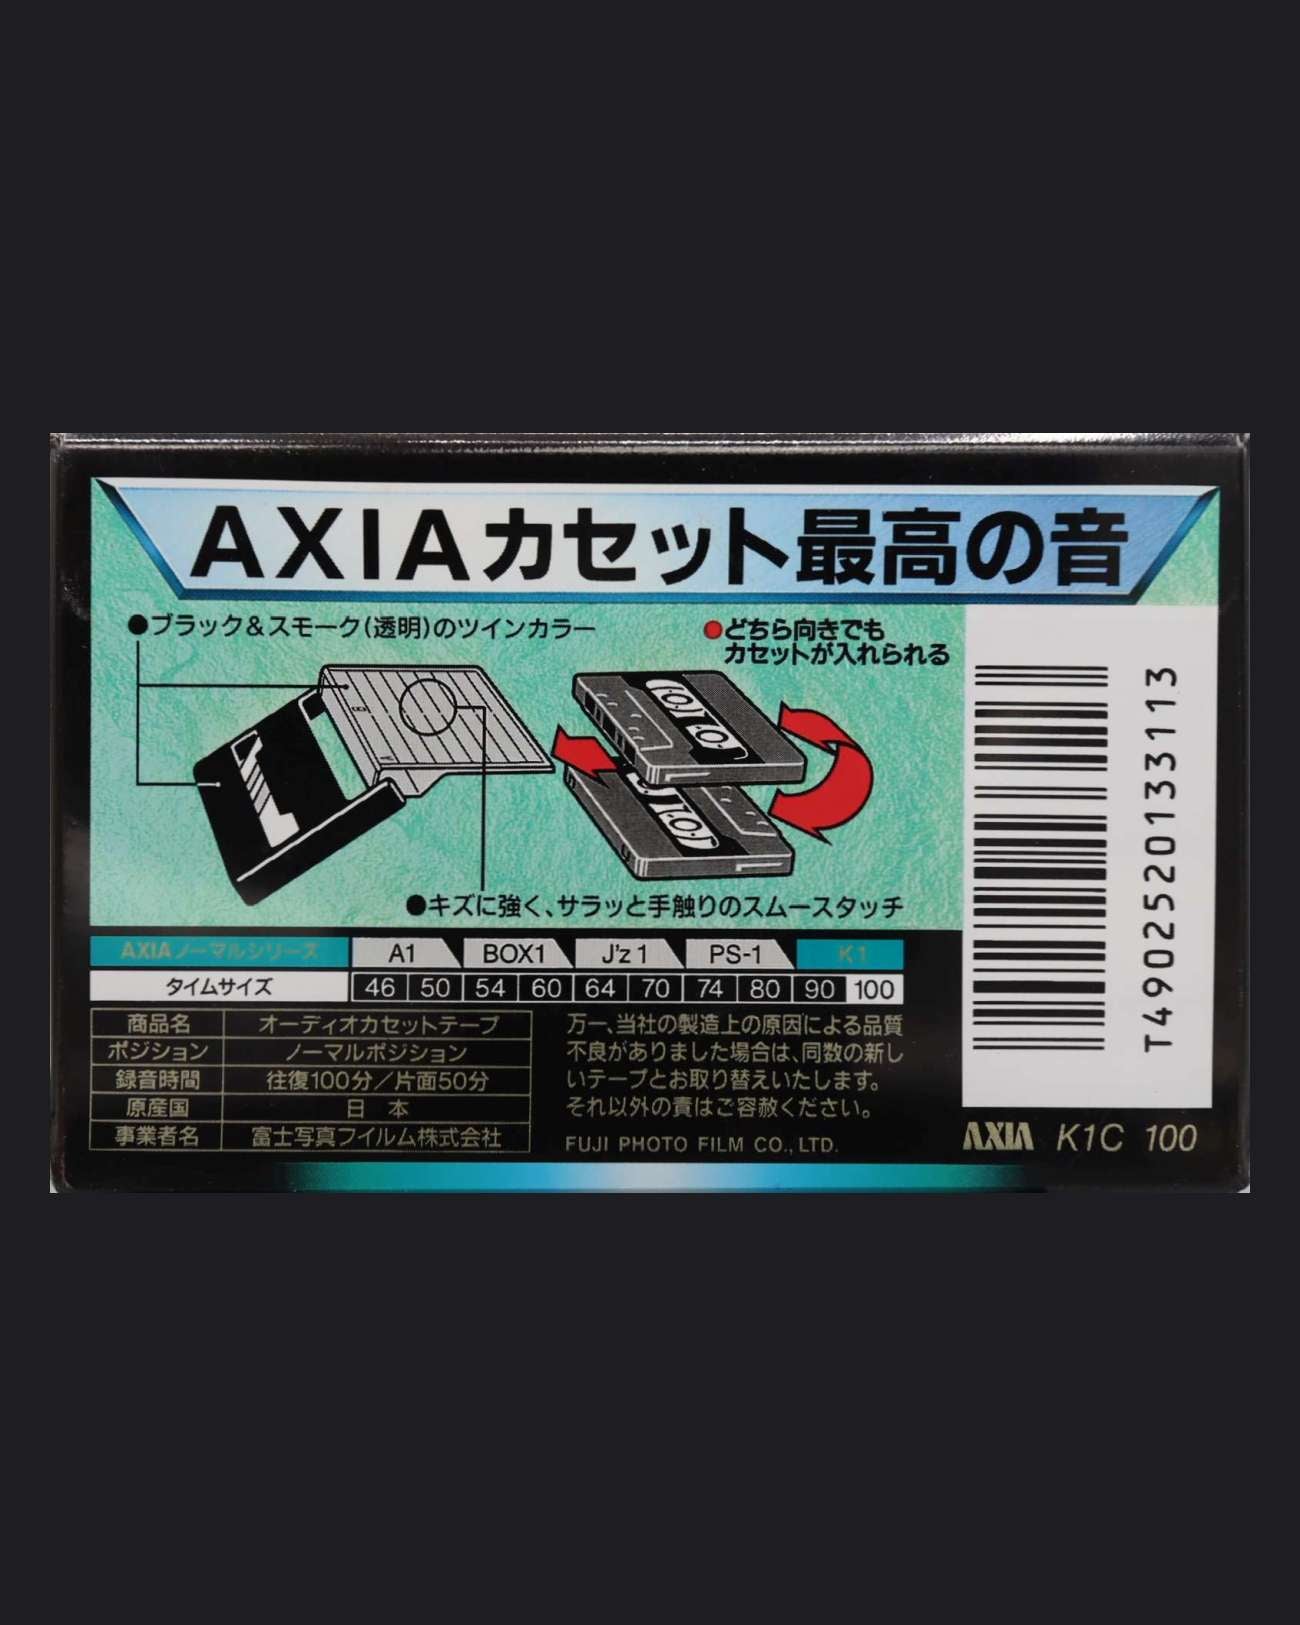 AXIAカセット最高の音
●ブラック&スモーク(透明)のツインカラー
●どちら向きでも
カセットが入れられる
●キズに強く、サラッと手触りのスムースタッチ
AXIAノーマルシリーズ A1 BOX1 J'z 1 PS-1 K1
タイムサイズ 46 50 54 60 64 70 74 80 90 100
商品名 オーディオカセットテープ
ポジション ノーマルポジション
録音時間 往復100分/片面50分
原産国 日 本
事業者名 富士写真フイルム株式会社
万一、当社の製造上の原因による品質
不良がありました場合は、同数の新し
いテープとお取り替えいたします。
それ以外の責はご容赦ください。
FUJI PHOTO FILM CO., LTD.
T4902520133113
AXIA K1C 100